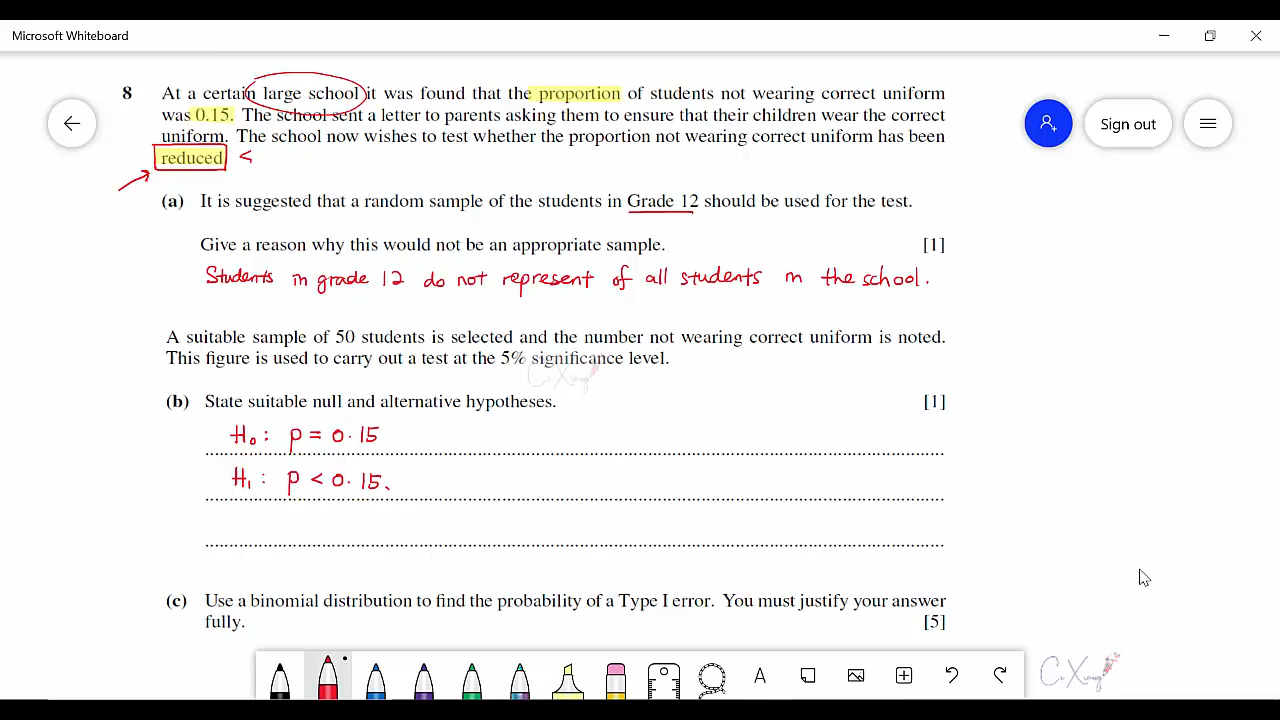 Microsoft Whiteboard
8 At a certain large school it was found that the proportion of students not wearing correct uniform
was 0.15. The school sent a letter to parents asking them to ensure that their children wear the correct
uniform. The school now wishes to test whether the proportion not wearing correct uniform has been
reduced <
Sign out
(a) It is suggested that a random sample of the students in Grade 12 should be used for the test.
Give a reason why this would not be an appropriate sample. [1]
Students in grade 12 do not represent of all students in the school.
A suitable sample of 50 students is selected and the number not wearing correct uniform is noted.
This figure is used to carry out a test at the 5% significance level.
Ci Xiang
(b) State suitable null and alternative hypotheses. [1]
H₀ : p = 0.15
H₁ : p < 0.15.
(c) Use a binomial distribution to find the probability of a Type I error. You must justify your answer
fully. [5]
A
Ci Xiang